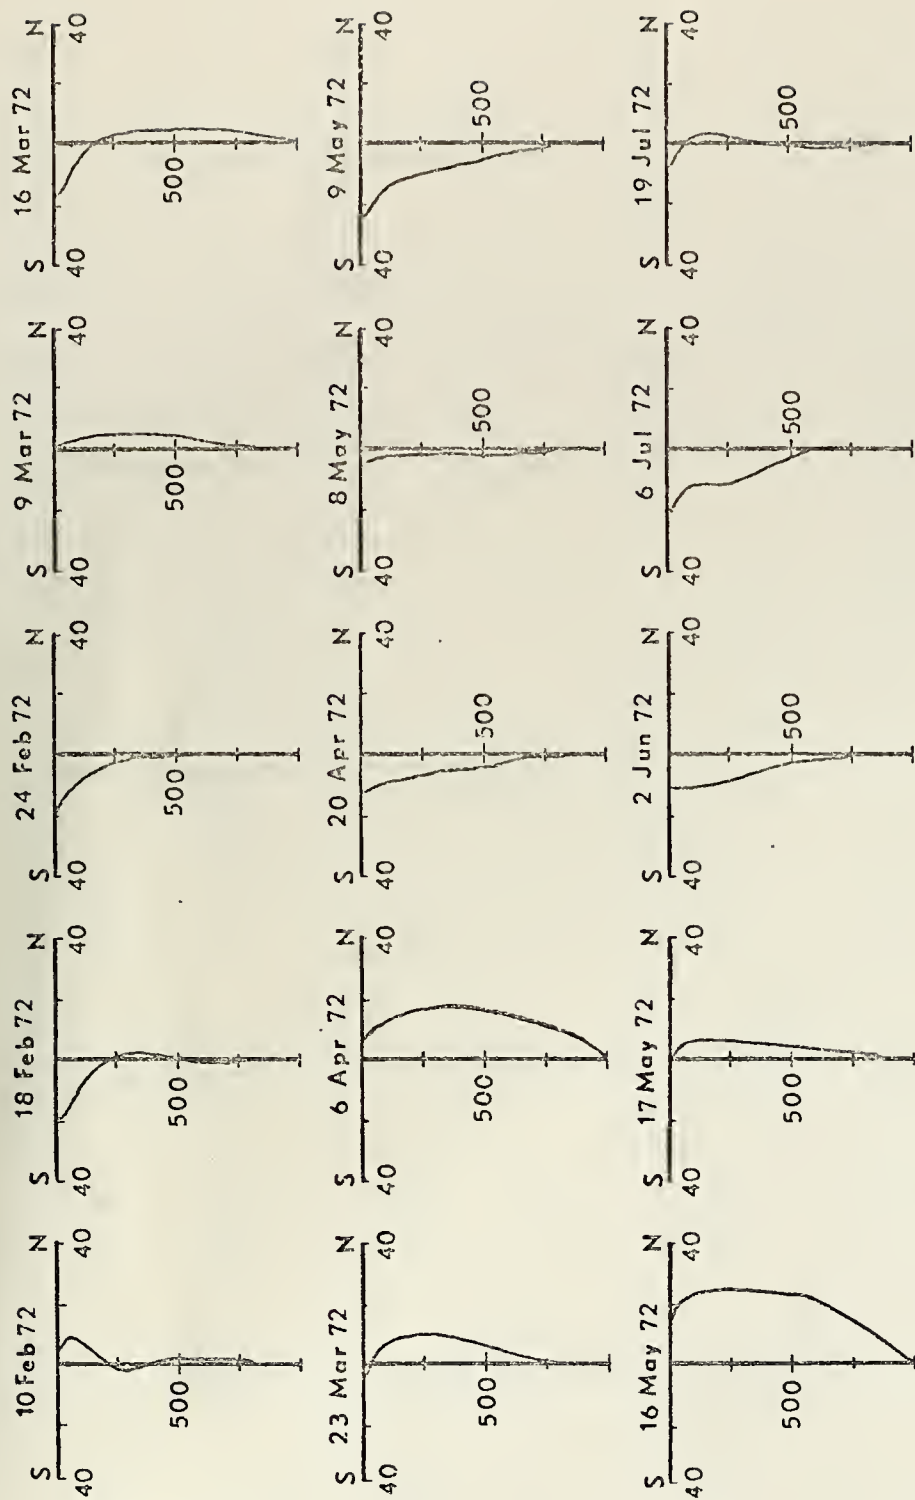 S 10 Feb 72 N
40 40
500
S 18 Feb 72 N
40 40
500
S 24 Feb 72 N
40 40
500
S 9 Mar 72 N
40 40
500
S 16 Mar 72 N
40 40
500
S 23 Mar 72 N
40 40
500
S 6 Apr 72 N
40 40
500
S 20 Apr 72 N
40 40
500
S 8 May 72 N
40 40
500
S 9 May 72 N
40 40
500
S 16 May 72 N
40 40
500
S 17 May 72 N
40 40
500
S 2 Jun 72 N
40 40
500
S 6 Jul 72 N
40 40
500
S 19 Jul 72 N
40 40
500